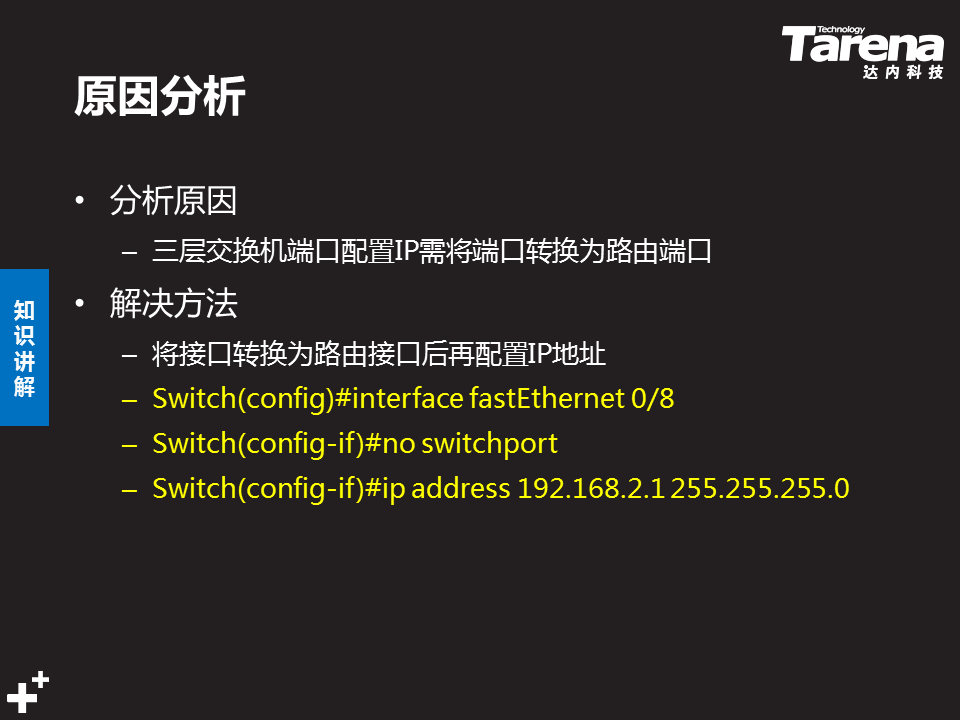 Technology
Tarena
达内科技
原因分析
• 分析原因
– 三层交换机端口配置IP需将端口转换为路由端口
• 解决方法
– 将接口转换为路由接口后再配置IP地址
– Switch(config)#interface fastEthernet 0/8
– Switch(config-if)#no switchport
– Switch(config-if)#ip address 192.168.2.1 255.255.255.0
知识讲解